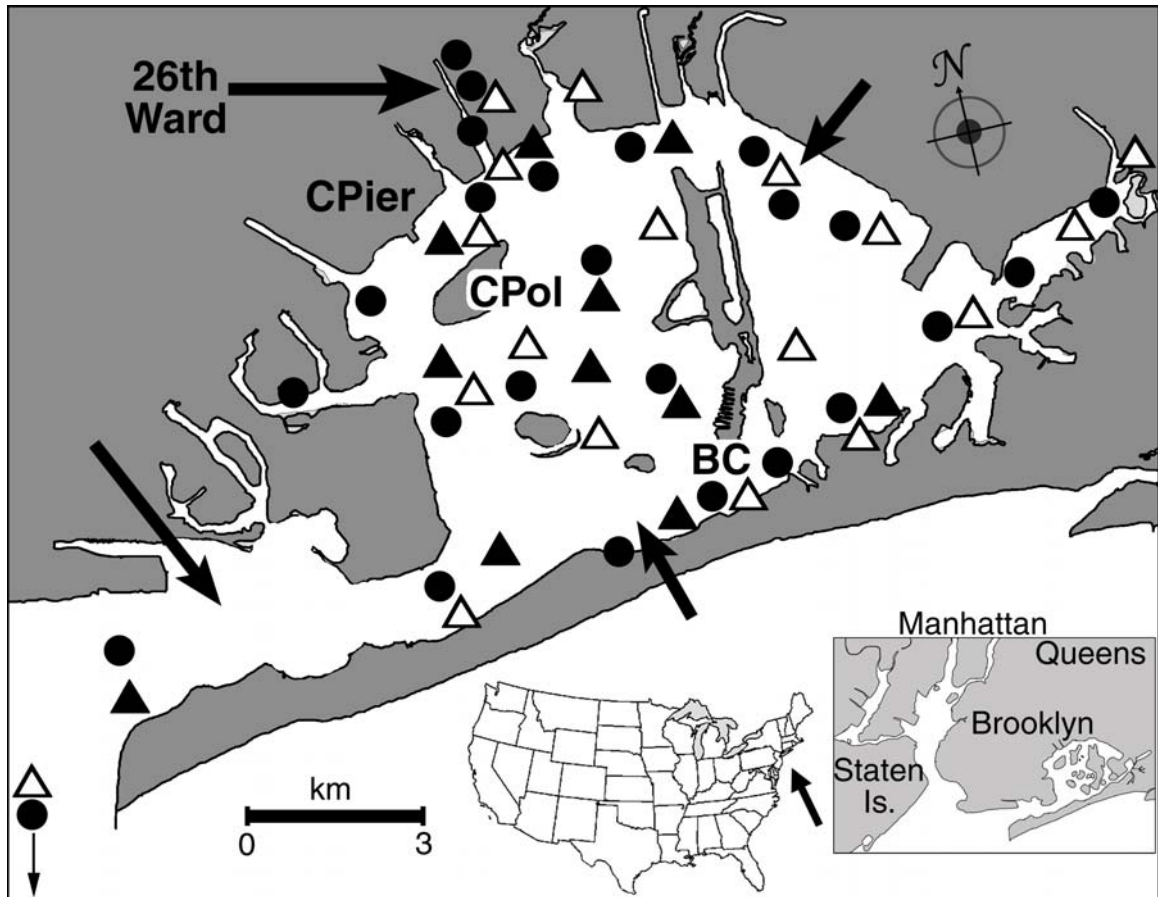 26th
Ward
N
CPier
CPol
BC
Manhattan
Queens
Brooklyn
Staten
Is.
km
0 3